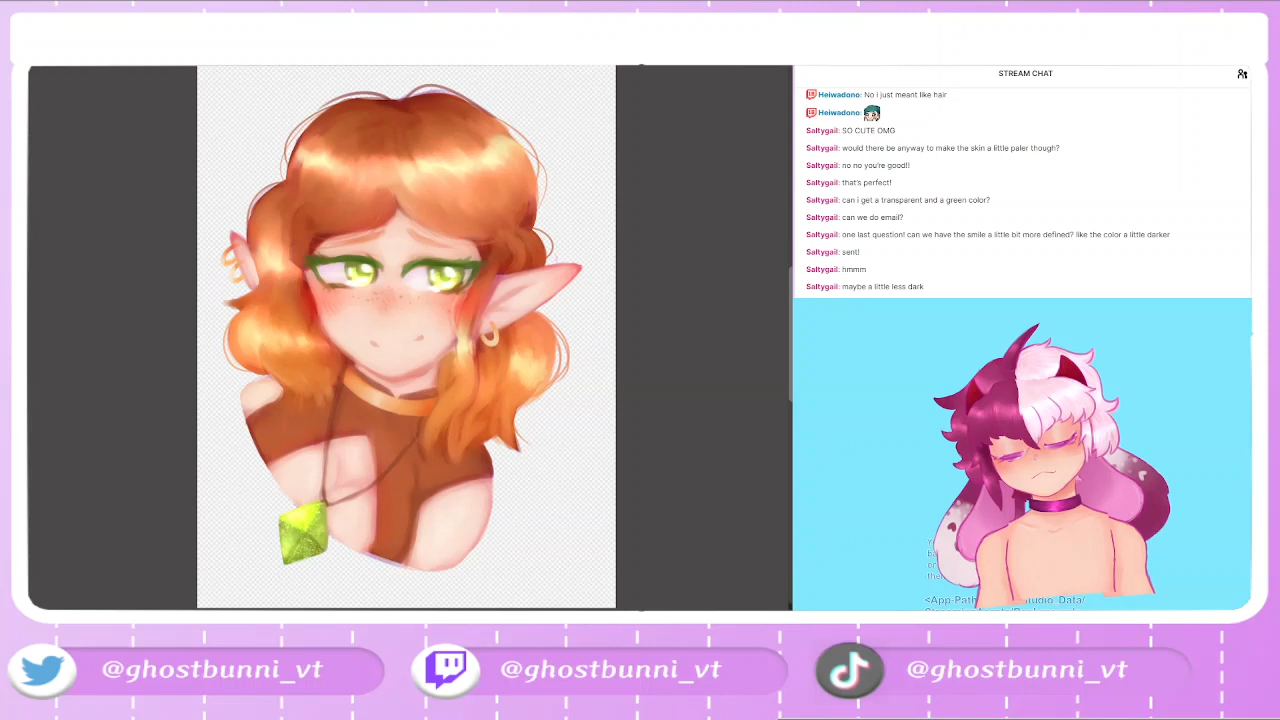 STREAM CHAT
Heiwadono: No i just meant like hair
Heiwadono:
Saltygail: SO CUTE OMG
Saltygail: would there be anyway to make the skin a little paler though?
Saltygail: no no you're good!!
Saltygail: that's perfect!
Saltygail: can i get a transparent and a green color?
Saltygail: can we do email?
Saltygail: one last question! can we have the smile a little bit more defined? like the color a little darker
Saltygail: sent!
Saltygail: hmmm
Saltygail: maybe a little less dark
@ghostbunni_vt
@ghostbunni_vt
@ghostbunni_vt